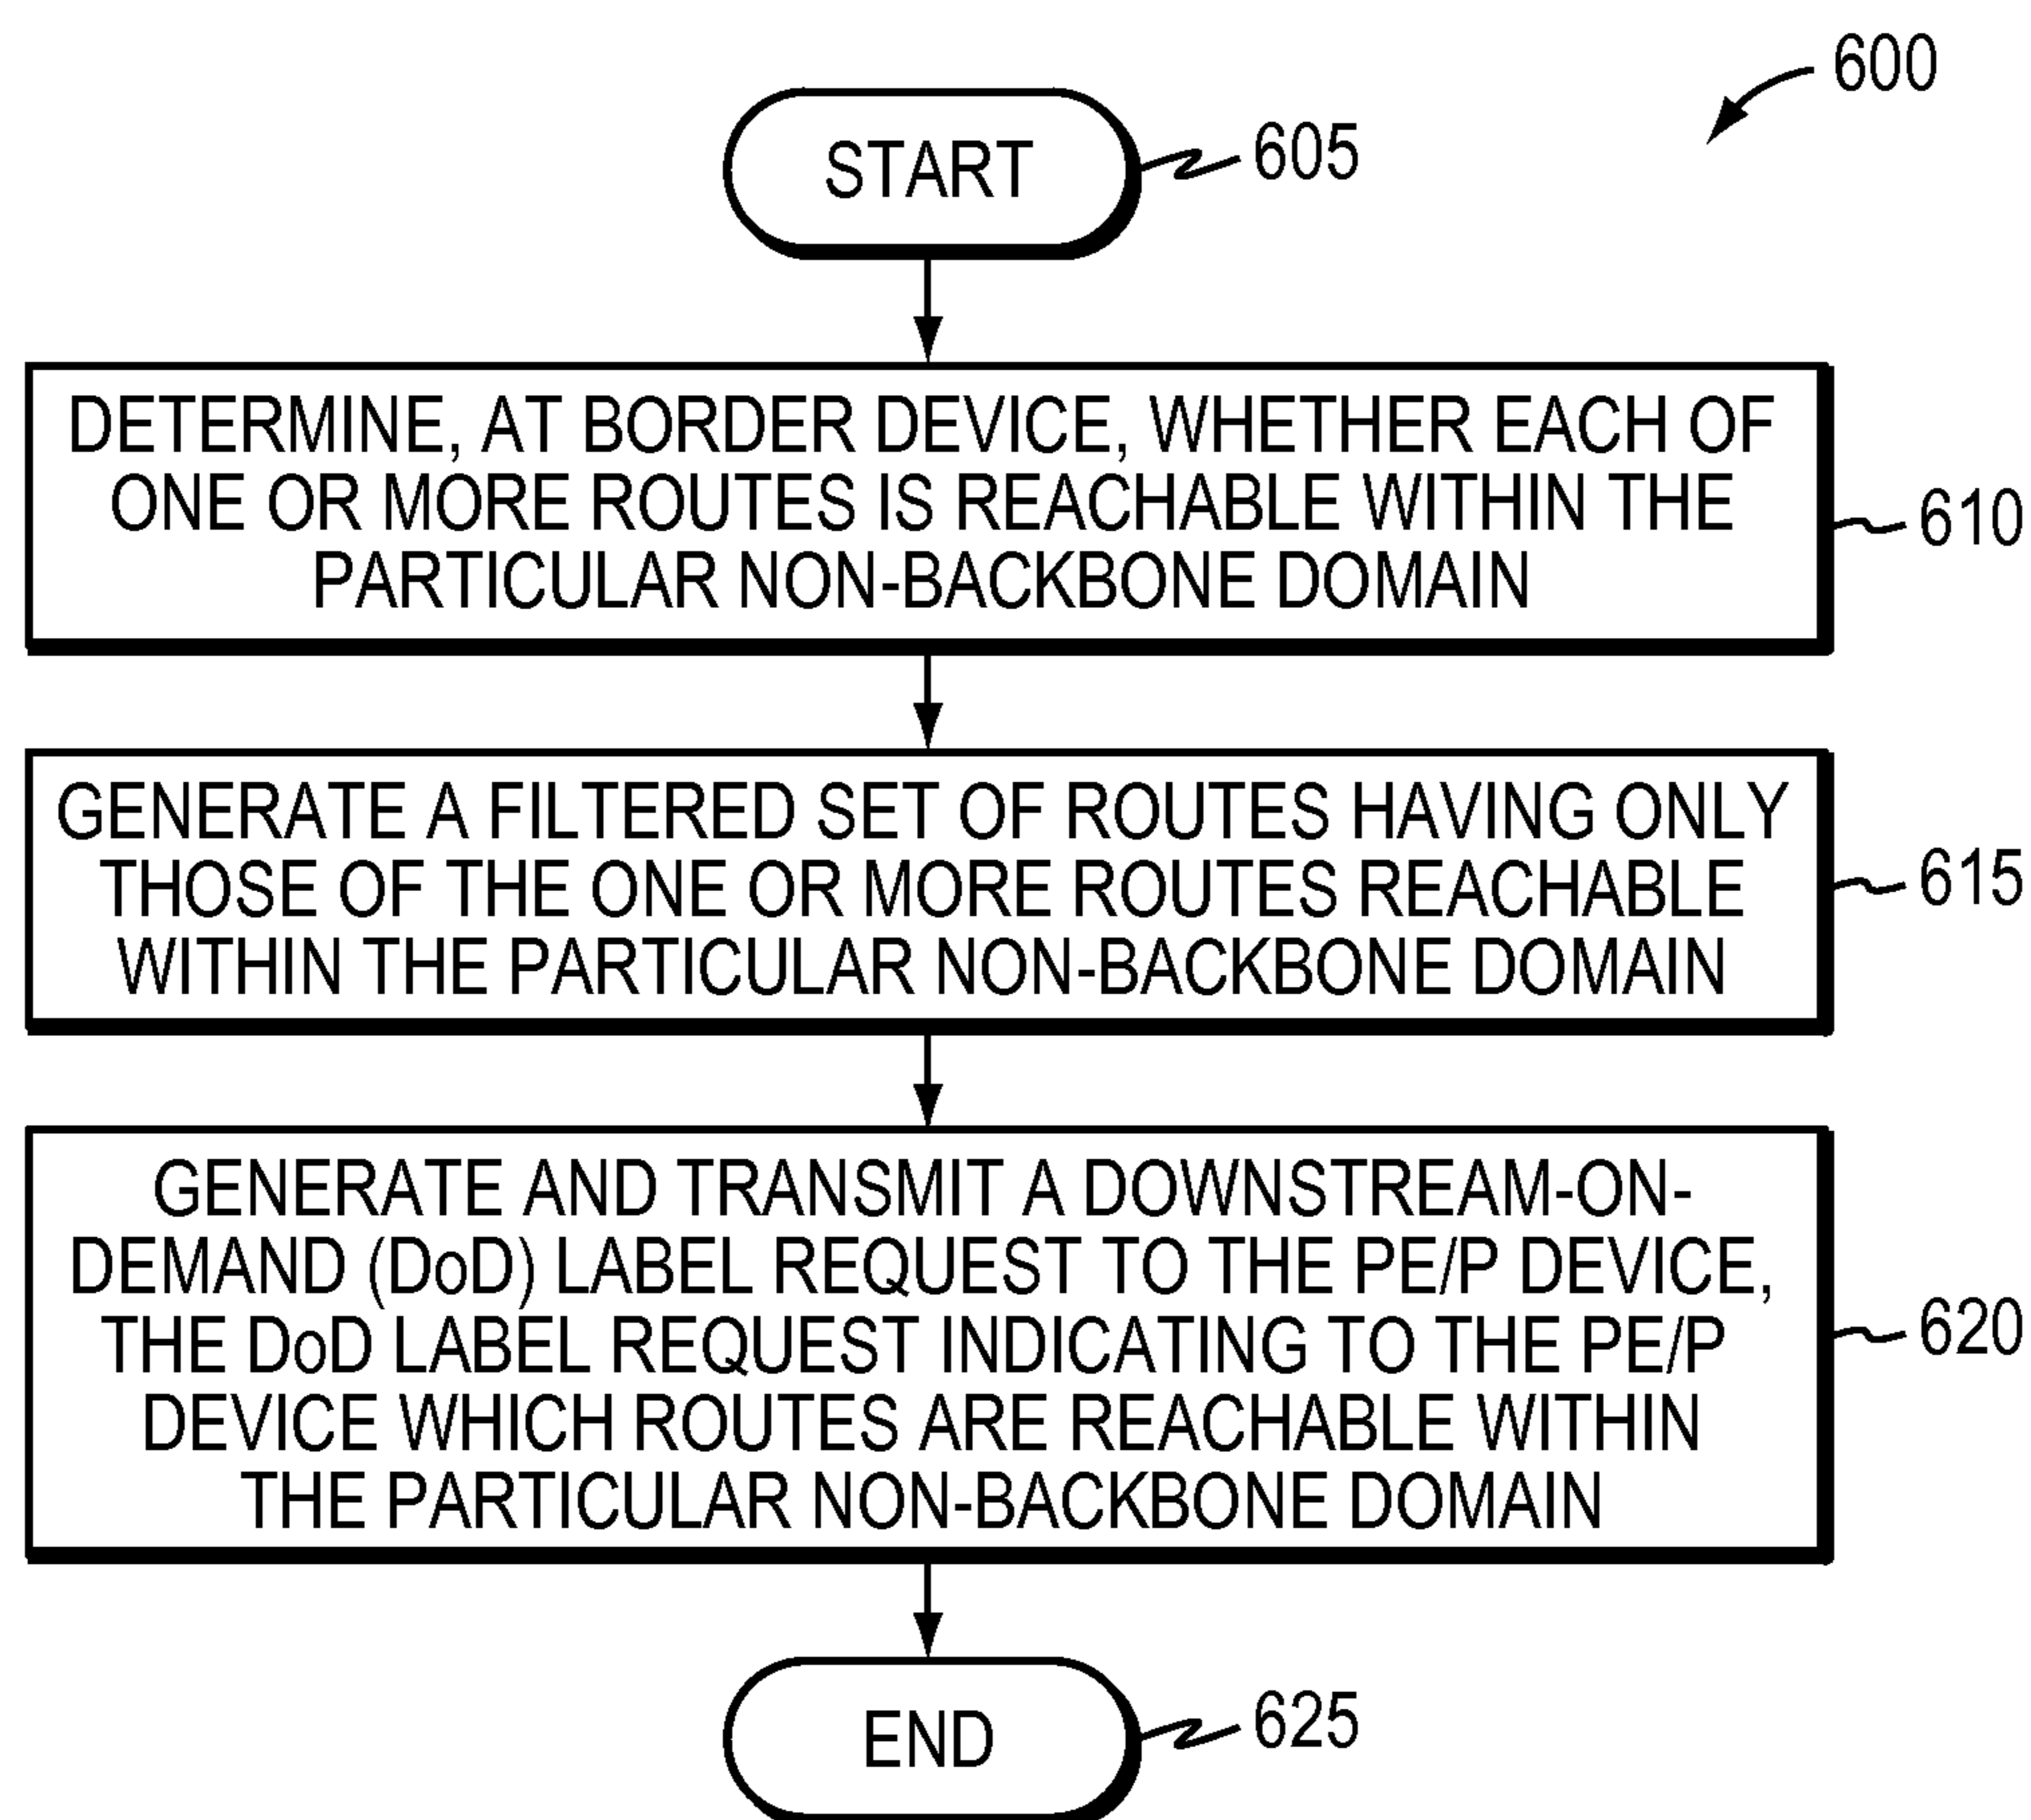 600
START
605
DETERMINE, AT BORDER DEVICE, WHETHER EACH OF
ONE OR MORE ROUTES IS REACHABLE WITHIN THE
PARTICULAR NON-BACKBONE DOMAIN
610
GENERATE A FILTERED SET OF ROUTES HAVING ONLY
THOSE OF THE ONE OR MORE ROUTES REACHABLE
WITHIN THE PARTICULAR NON-BACKBONE DOMAIN
615
GENERATE AND TRANSMIT A DOWNSTREAM-ON-
DEMAND (DoD) LABEL REQUEST TO THE PE/P DEVICE,
THE DoD LABEL REQUEST INDICATING TO THE PE/P
DEVICE WHICH ROUTES ARE REACHABLE WITHIN
THE PARTICULAR NON-BACKBONE DOMAIN
620
END
625